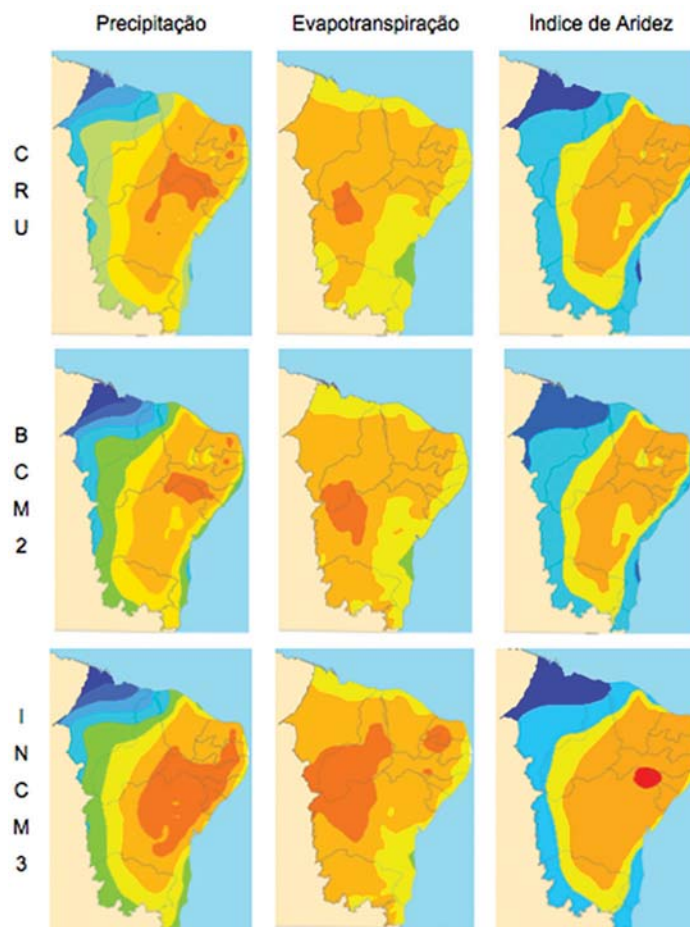 Precipitação Evapotranspiração Índice de Aridez
C
R
U
B
C
M
2
I
N
C
M
3